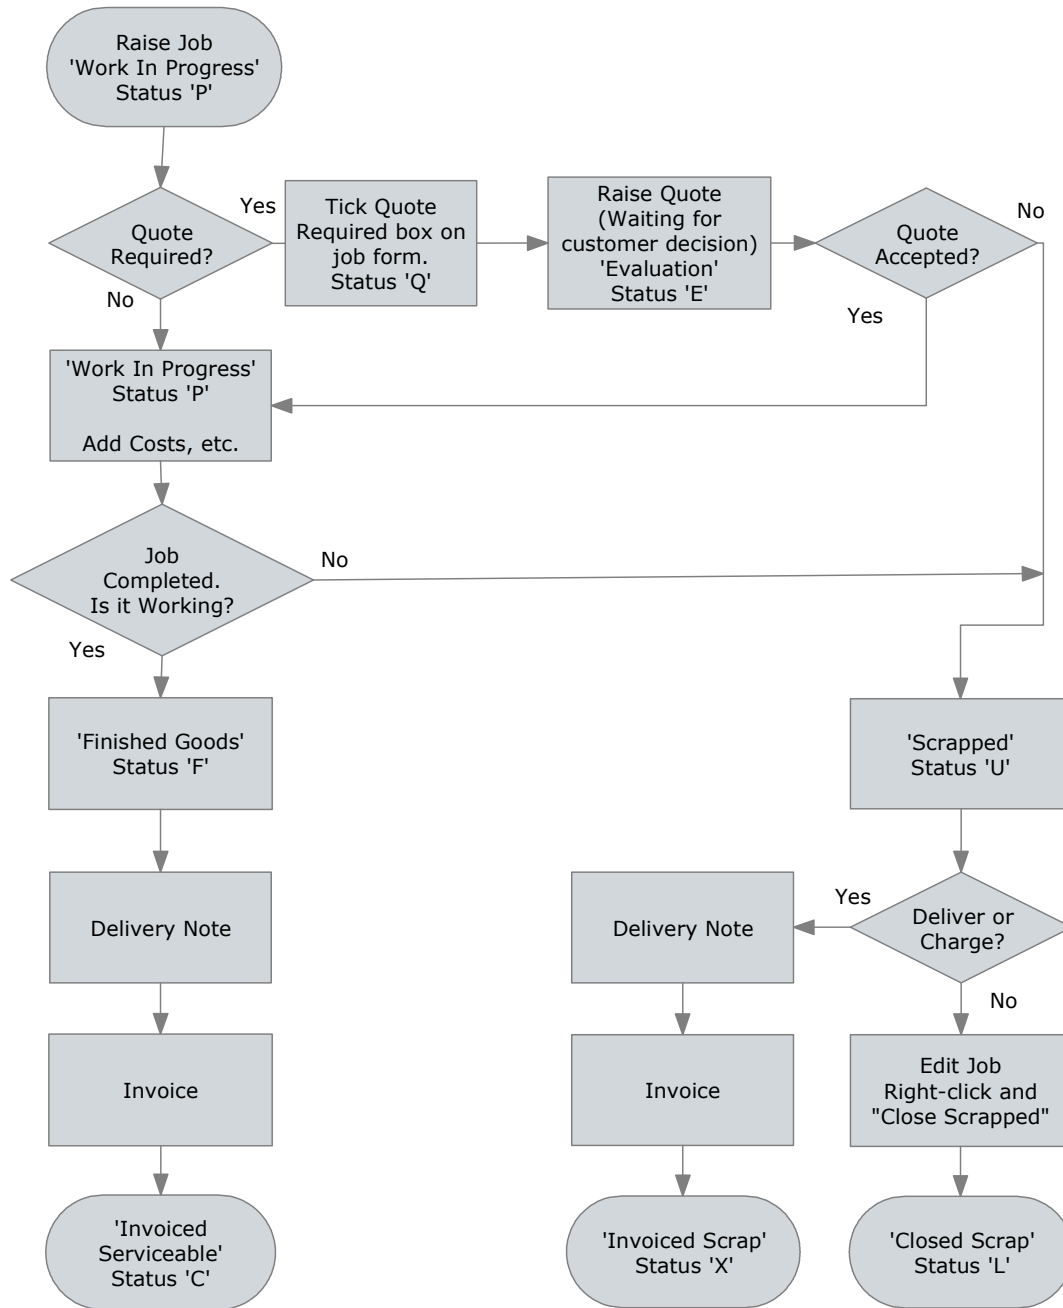 Raise Job
'Work In Progress'
Status 'P'
Quote
Required?
Yes
No
Tick Quote
Required box on
job form.
Status 'Q'
Raise Quote
(Waiting for
customer decision)
'Evaluation'
Status 'E'
Quote
Accepted?
No
Yes
'Work In Progress'
Status 'P'
Add Costs, etc.
Job
Completed.
Is it Working?
No
Yes
'Finished Goods'
Status 'F'
Delivery Note
Invoice
'Invoiced
Serviceable'
Status 'C'
'Scrapped'
Status 'U'
Deliver or
Charge?
Yes
No
Delivery Note
Invoice
'Invoiced Scrap'
Status 'X'
Edit Job
Right-click and
"Close Scrapped"
'Closed Scrap'
Status 'L'